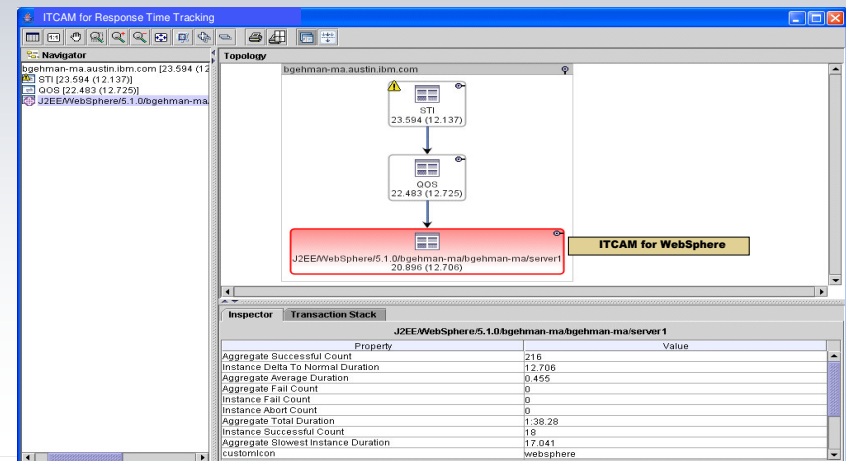 ITCAM for Response Time Tracking
1:1
Navigator
bgehman-ma.austin.ibm.com [23.594 (12
STI [23.594 (12.137)]
QOS [22.483 (12.725)]
J2EE/WebSphere/5.1.0/bgehman-ma.
Topology
bgehman-ma.austin.ibm.com
STI
23.594 (12.137)
QOS
22.483 (12.725)
J2EE/WebSphere/5.1.0/bgehman-ma/bgehman-ma/server1
20.896 (12.706)
ITCAM for WebSphere
Inspector
Transaction Stack
J2EE/WebSphere/5.1.0/bgehman-ma/bgehman-ma/server1
Property Value
Aggregate Successful Count 216
Instance Delta To Normal Duration 12.706
Aggregate Average Duration 0.455
Aggregate Fail Count 0
Instance Fail Count 0
Instance Abort Count 0
Aggregate Total Duration 1:38.28
Instance Successful Count 18
Aggregate Slowest Instance Duration 17.041
customIcon websphere